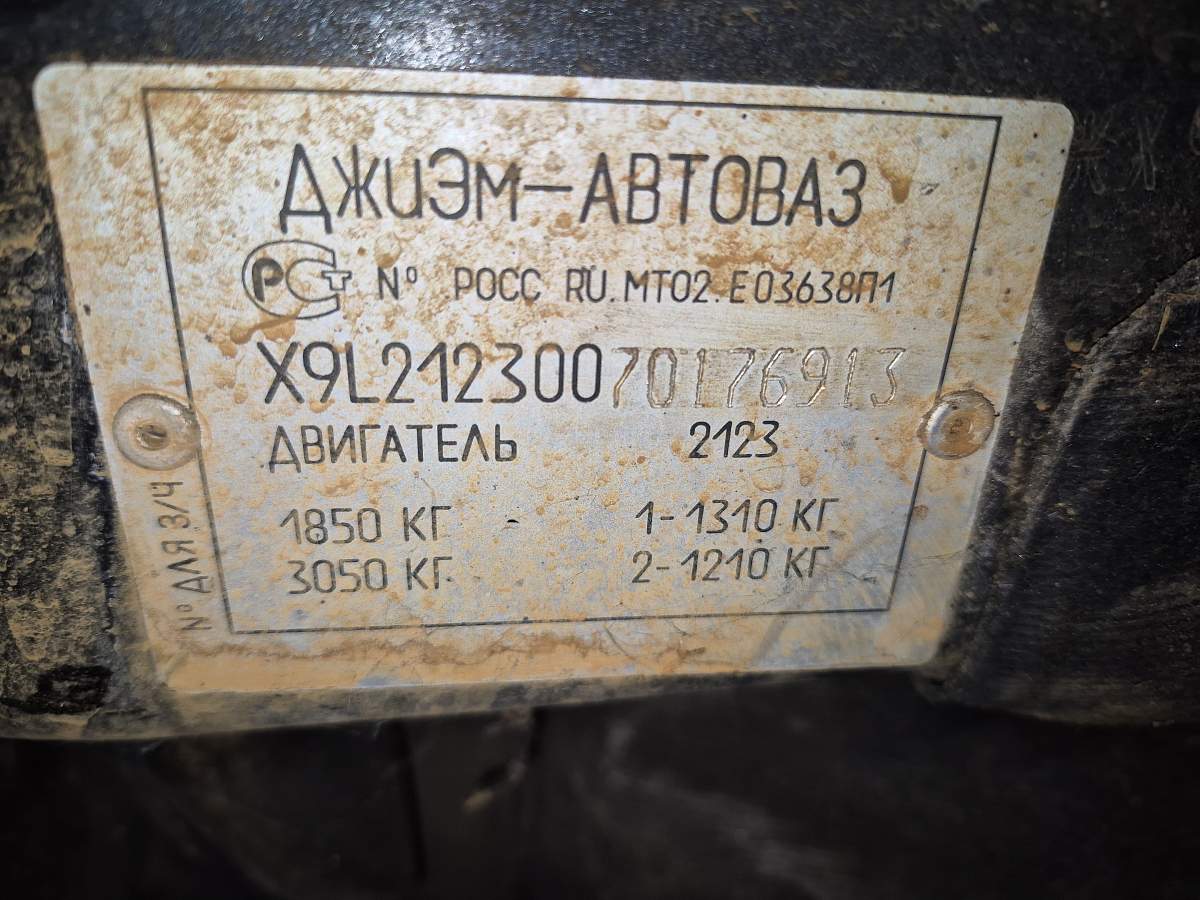 ДЖИЭМ-АВТОВАЗ
РСТ № РОСС RU.МТ02.Е03638П1
X9L21230070176913
ДВИГАТЕЛЬ 2123
1850 КГ 1-1310 КГ
3050 КГ 2-1210 КГ
№ ДЛЯ З/Ч